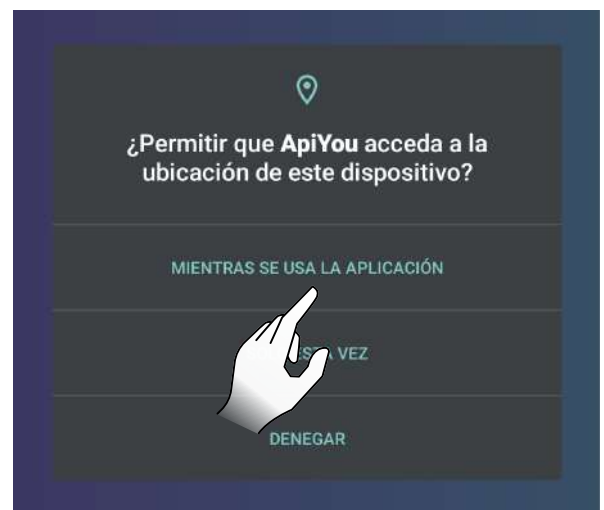 ¿Permitir que ApiYou acceda a la
ubicación de este dispositivo?
MIENTRAS SE USA LA APLICACIÓN
ESTA VEZ
DENEGAR